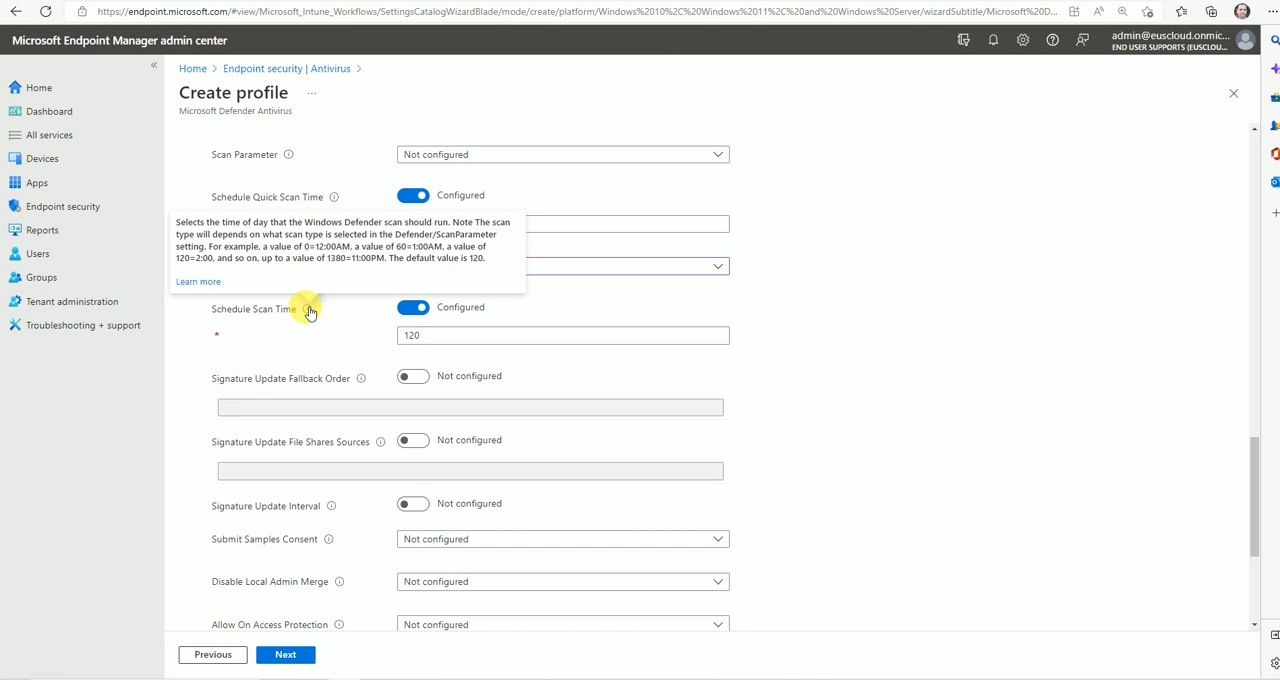 https://endpoint.microsoft.com/#view/Microsoft_Intune_Workflows/SettingsCatalogWizardBlade/mode/create/platform/Windows%2010%2C%20Windows%2011%2C%20and%20Windows%20Server/wizardSubtitle/Microsoft%20D...
Microsoft Endpoint Manager admin center
admin@euscloud.onmic...
END USER SUPPORTS (EUSCLOU...
Home > Endpoint security | Antivirus >
Create profile ...
Microsoft Defender Antivirus
Home
Dashboard
All services
Devices
Apps
Endpoint security
Reports
Users
Groups
Tenant administration
Troubleshooting + support
Scan Parameter Not configured
Schedule Quick Scan Time Configured
Selects the time of day that the Windows Defender scan should run. Note The scan
type will depends on what scan type is selected in the Defender/ScanParameter
setting. For example, a value of 0=12:00AM, a value of 60=1:00AM, a value of
120=2:00, and so on, up to a value of 1380=11:00PM. The default value is 120.
Learn more
Schedule Scan Time Configured
* 120
Signature Update Fallback Order Not configured
Signature Update File Shares Sources Not configured
Signature Update Interval Not configured
Submit Samples Consent Not configured
Disable Local Admin Merge Not configured
Allow On Access Protection Not configured
Previous Next